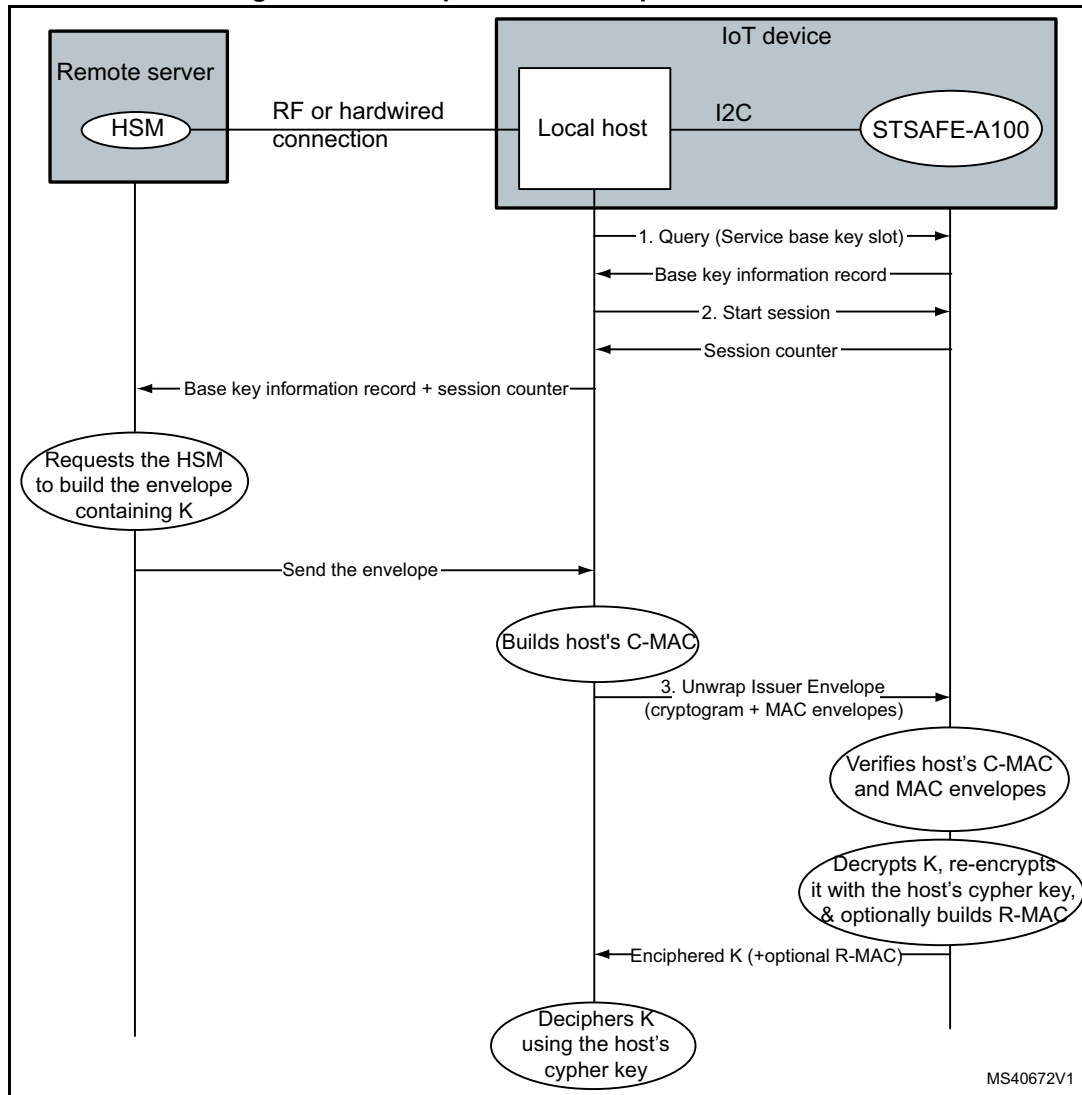 IoT device
Remote server
HSM
RF or hardwired
connection
Local host
I2C
STSAFE-A100
1. Query (Service base key slot)
Base key information record
2. Start session
Session counter
Base key information record + session counter
Requests the HSM
to build the envelope
containing K
Send the envelope
Builds host's C-MAC
3. Unwrap Issuer Envelope
(cryptogram + MAC envelopes)
Verifies host's C-MAC
and MAC envelopes
Decrypts K, re-encrypts
it with the host's cypher key,
& optionally builds R-MAC
Enciphered K (+optional R-MAC)
Deciphers K
using the host's
cypher key
MS40672V1